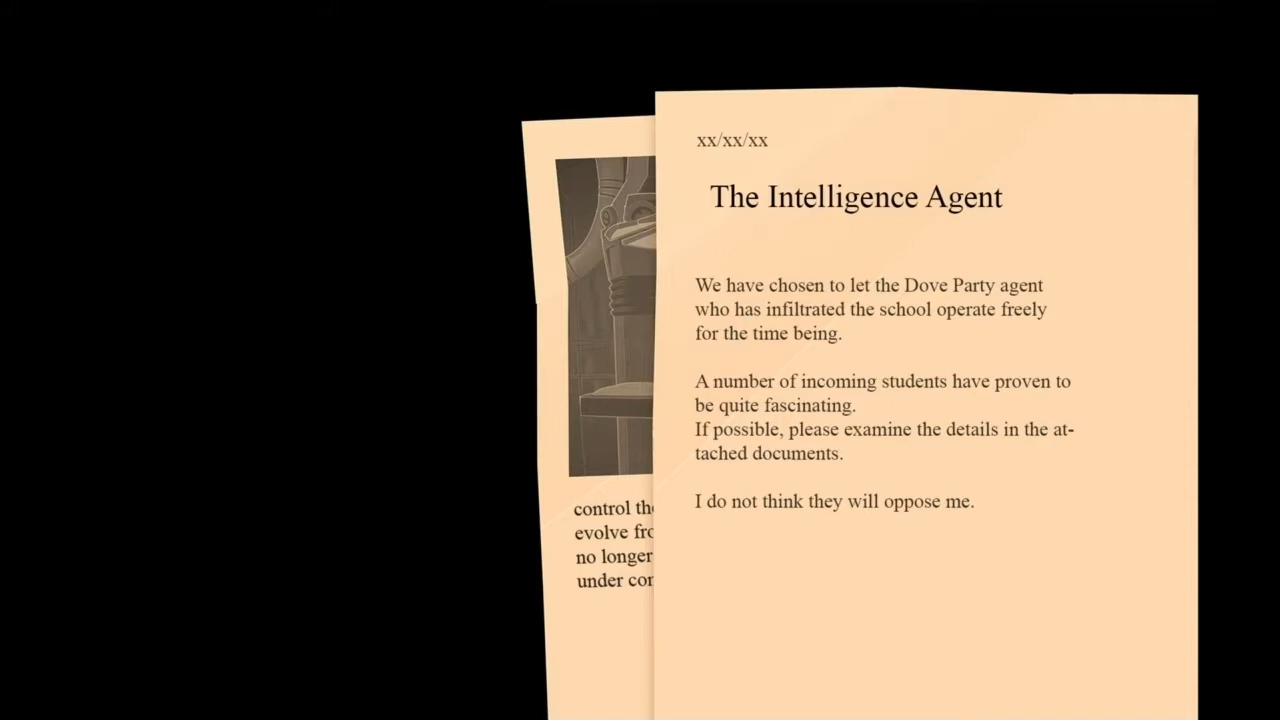 xx/xx/xx
The Intelligence Agent
We have chosen to let the Dove Party agent
who has infiltrated the school operate freely
for the time being.
A number of incoming students have proven to
be quite fascinating.
If possible, please examine the details in the at-
tached documents.
I do not think they will oppose me.
control
evolve
no longer
under